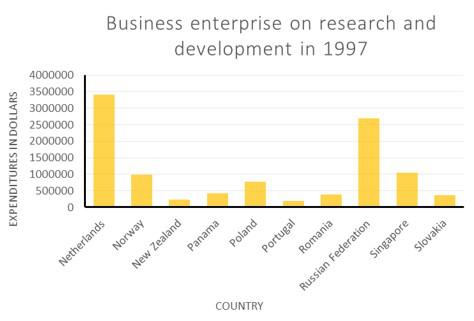 Business enterprise on research and
development in 1997
EXPENDITURES IN DOLLARS
4000000
3500000
3000000
2500000
2000000
1500000
1000000
500000
0
Netherlands
Norway
New Zealand
Panama
Poland
Portugal
Romania
Russian Federation
Singapore
Slovakia
COUNTRY